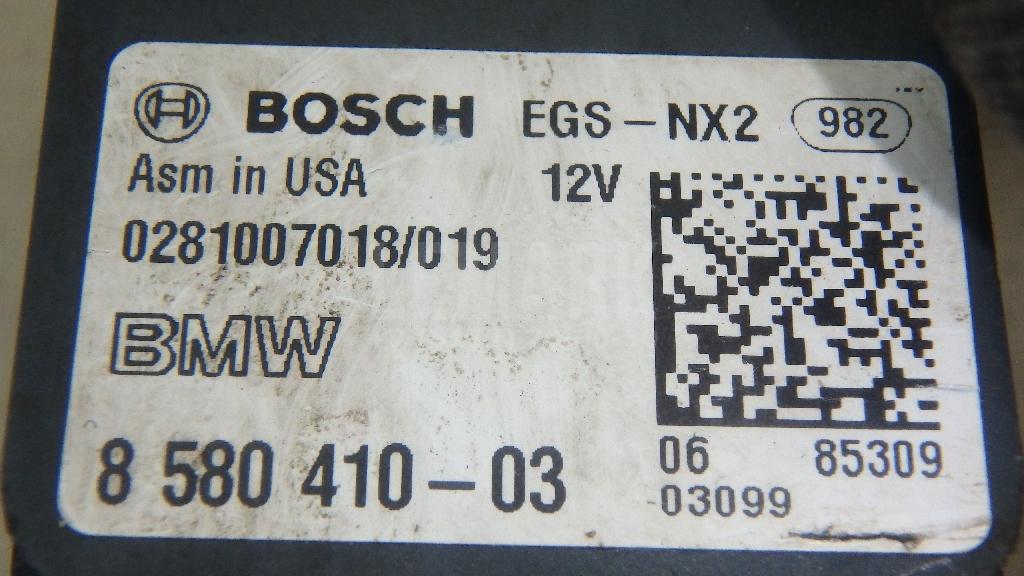 BOSCH EGS-NX2 982
Asm in USA 12V
0281007018/019
BMW
8 580 410-03
06 85309
03099